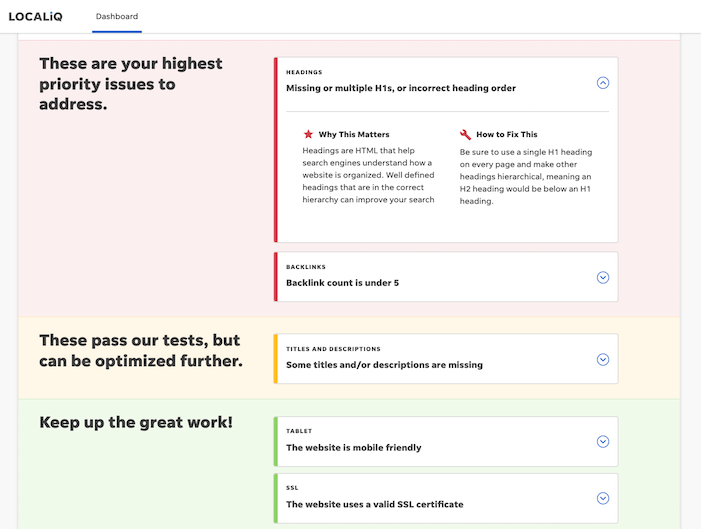 LOCALiQ
Dashboard
These are your highest
priority issues to
address.
HEADINGS
Missing or multiple H1s, or incorrect heading order
Why This Matters
Headings are HTML that help
search engines understand how a
website is organized. Well defined
headings that are in the correct
hierarchy can improve your search
How to Fix This
Be sure to use a single H1 heading
on every page and make other
headings hierarchical, meaning an
H2 heading would be below an H1
heading.
BACKLINKS
Backlink count is under 5
These pass our tests, but
can be optimized further.
TITLES AND DESCRIPTIONS
Some titles and/or descriptions are missing
Keep up the great work!
TABLET
The website is mobile friendly
SSL
The website uses a valid SSL certificate